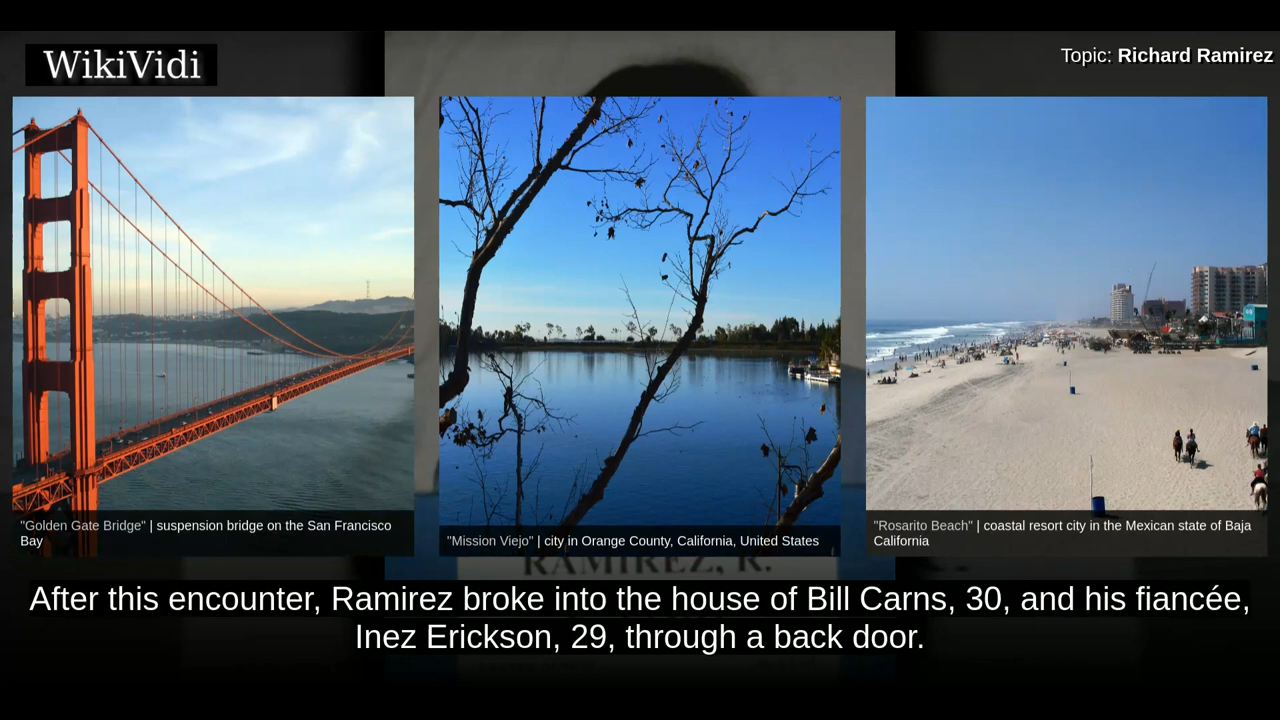 WikiVidi
Topic: Richard Ramirez
"Golden Gate Bridge" | suspension bridge on the San Francisco
Bay
"Mission Viejo" | city in Orange County, California, United States
"Rosarito Beach" | coastal resort city in the Mexican state of Baja
California
RAMIREZ, R.
After this encounter, Ramirez broke into the house of Bill Carns, 30, and his fiancée,
Inez Erickson, 29, through a back door.